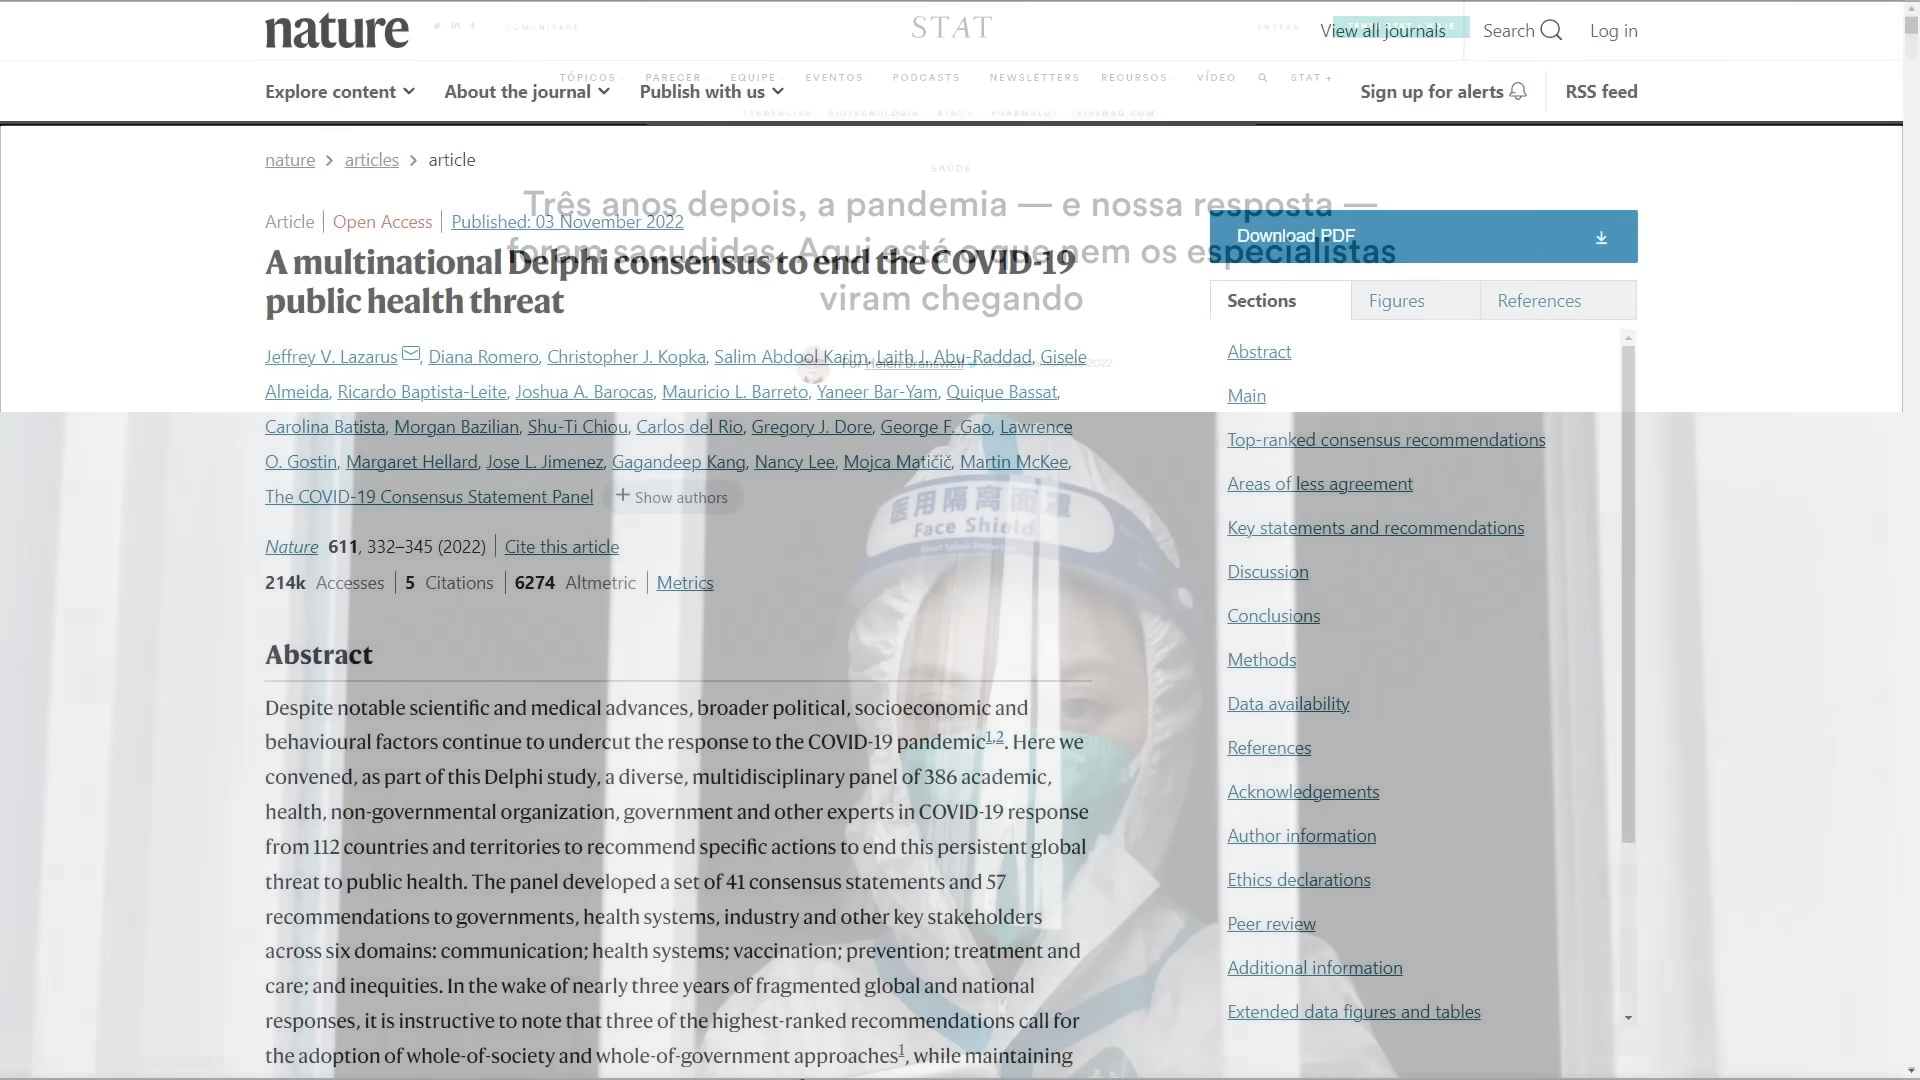 nature
COMUNIDADE
STAT
View all journals
Search
Log in
TÓPICOS
PARECER
EQUIPE
EVENTOS
PODCASTS
NEWSLETTERS
RECURSOS
VÍDEO
STAT +
Explore content
About the journal
Publish with us
Sign up for alerts
RSS feed
nature > articles > article
SAÚDE
Três anos depois, a pandemia — e nossa resposta —
foram sacudidas. Aqui está o que nem os especialistas
viram chegando
Por Helen Branswell
Article | Open Access | Published: 03 November 2022
A multinational Delphi consensus to end the COVID-19
public health threat
Jeffrey V. Lazarus, Diana Romero, Christopher J. Kopka, Salim Abdool Karim, Laith J. Abu-Raddad, Gisele
Almeida, Ricardo Baptista-Leite, Joshua A. Barocas, Mauricio L. Barreto, Yaneer Bar-Yam, Quique Bassat,
Carolina Batista, Morgan Bazilian, Shu-Ti Chiou, Carlos del Rio, Gregory J. Dore, George F. Gao, Lawrence
O. Gostin, Margaret Hellard, Jose L. Jimenez, Gagandeep Kang, Nancy Lee, Mojca Matičič, Martin McKee,
The COVID-19 Consensus Statement Panel + Show authors
Nature 611, 332–345 (2022) | Cite this article
214k Accesses | 5 Citations | 6274 Altmetric | Metrics
Abstract
Despite notable scientific and medical advances, broader political, socioeconomic and
behavioural factors continue to undercut the response to the COVID-19 pandemic1,2. Here we
convened, as part of this Delphi study, a diverse, multidisciplinary panel of 386 academic,
health, non-governmental organization, government and other experts in COVID-19 response
from 112 countries and territories to recommend specific actions to end this persistent global
threat to public health. The panel developed a set of 41 consensus statements and 57
recommendations to governments, health systems, industry and other key stakeholders
across six domains: communication; health systems; vaccination; prevention; treatment and
care; and inequities. In the wake of nearly three years of fragmented global and national
responses, it is instructive to note that three of the highest-ranked recommendations call for
the adoption of whole-of-society and whole-of-government approaches1, while maintaining
医用隔离面罩
Face Shield
Download PDF
Sections
Figures
References
Abstract
Main
Top-ranked consensus recommendations
Areas of less agreement
Key statements and recommendations
Discussion
Conclusions
Methods
Data availability
References
Acknowledgements
Author information
Ethics declarations
Peer review
Additional information
Extended data figures and tables